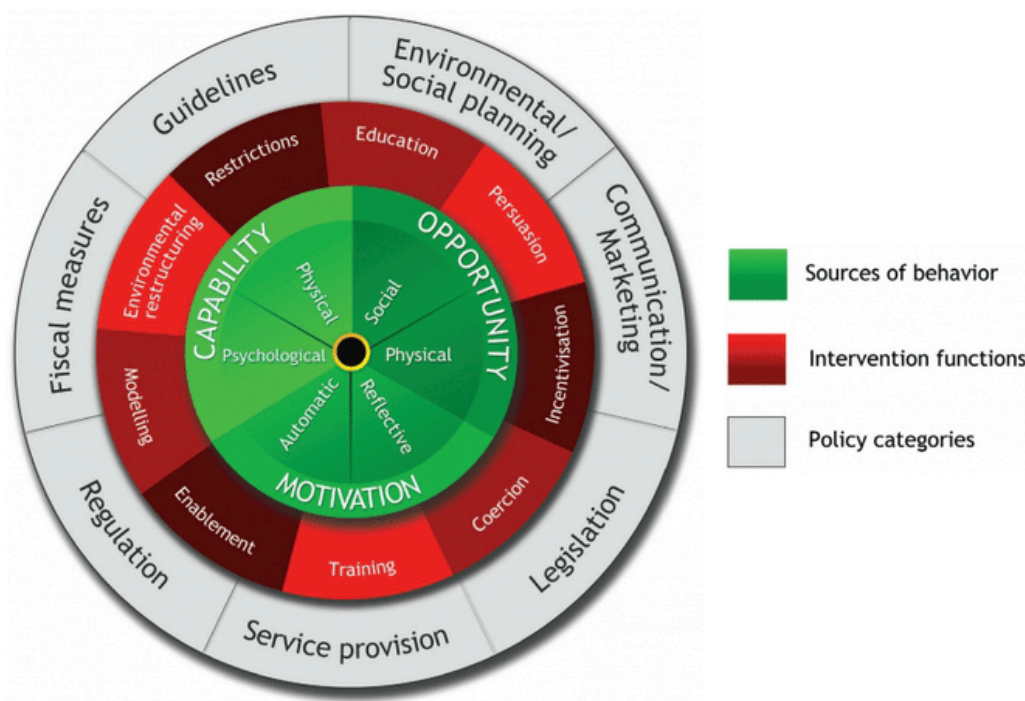 Guidelines
Environmental/
Social planning
Communication/
Marketing
Legislation
Service provision
Regulation
Fiscal measures
Restrictions
Education
Persuasion
Incentivisation
Coercion
Training
Enablement
Modelling
Environmental
restructuring
CAPABILITY
OPPORTUNITY
MOTIVATION
Physical
Social
Physical
Reflective
Automatic
Psychological
Sources of behavior
Intervention functions
Policy categories